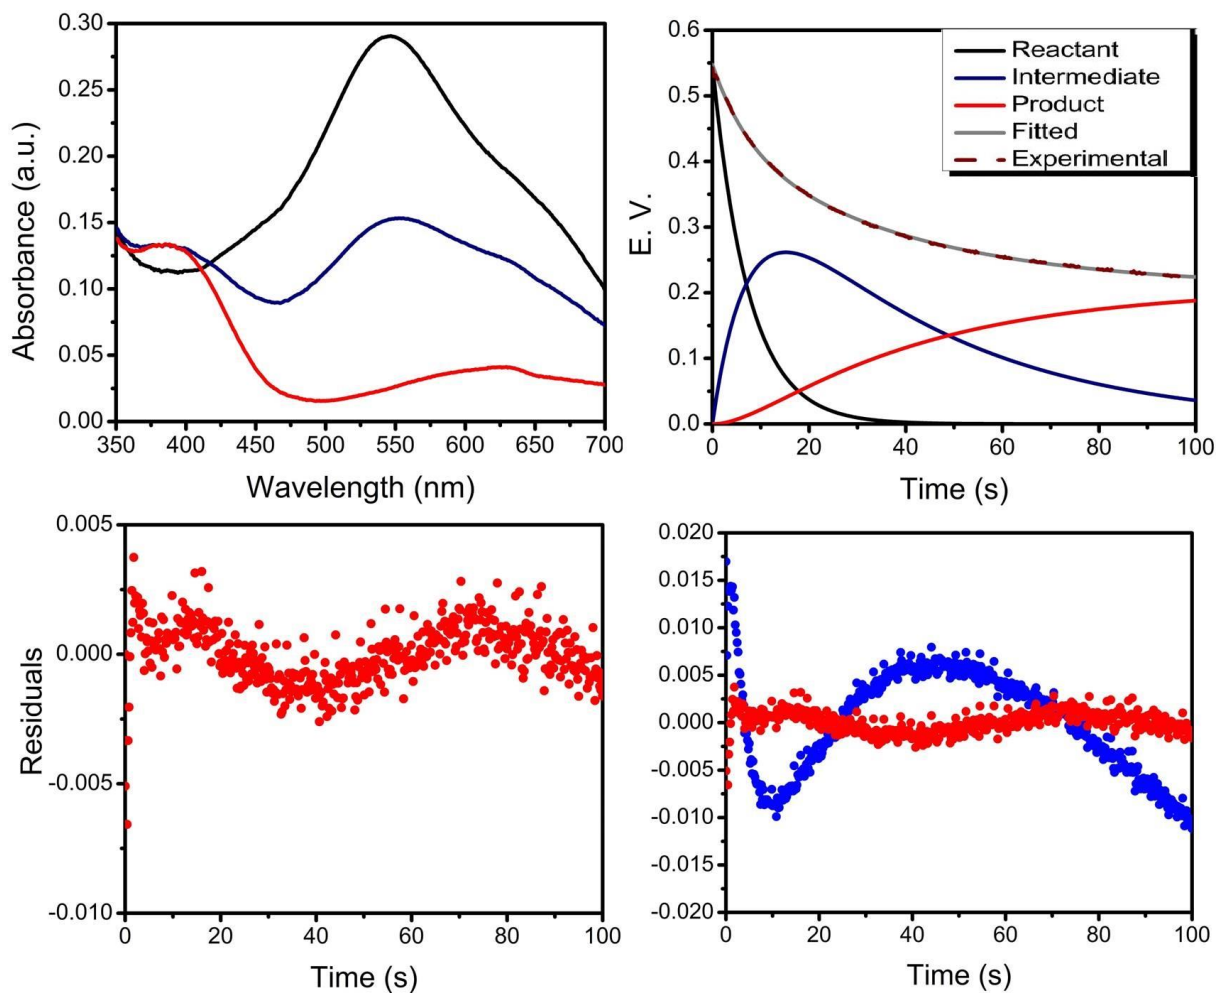 0.30
0.25
0.20
0.15
0.10
0.05
0.00
Absorbance (a.u.)
350 400 450 500 550 600 650 700
Wavelength (nm)
0.6
0.5
0.4
0.3
0.2
0.1
0.0
E. V.
Reactant
Intermediate
Product
Fitted
Experimental
0 20 40 60 80 100
Time (s)
0.005
0.000
-0.005
-0.010
Residuals
0 20 40 60 80 100
Time (s)
0.020
0.015
0.010
0.005
0.000
-0.005
-0.010
-0.015
-0.020
0 20 40 60 80 100
Time (s)